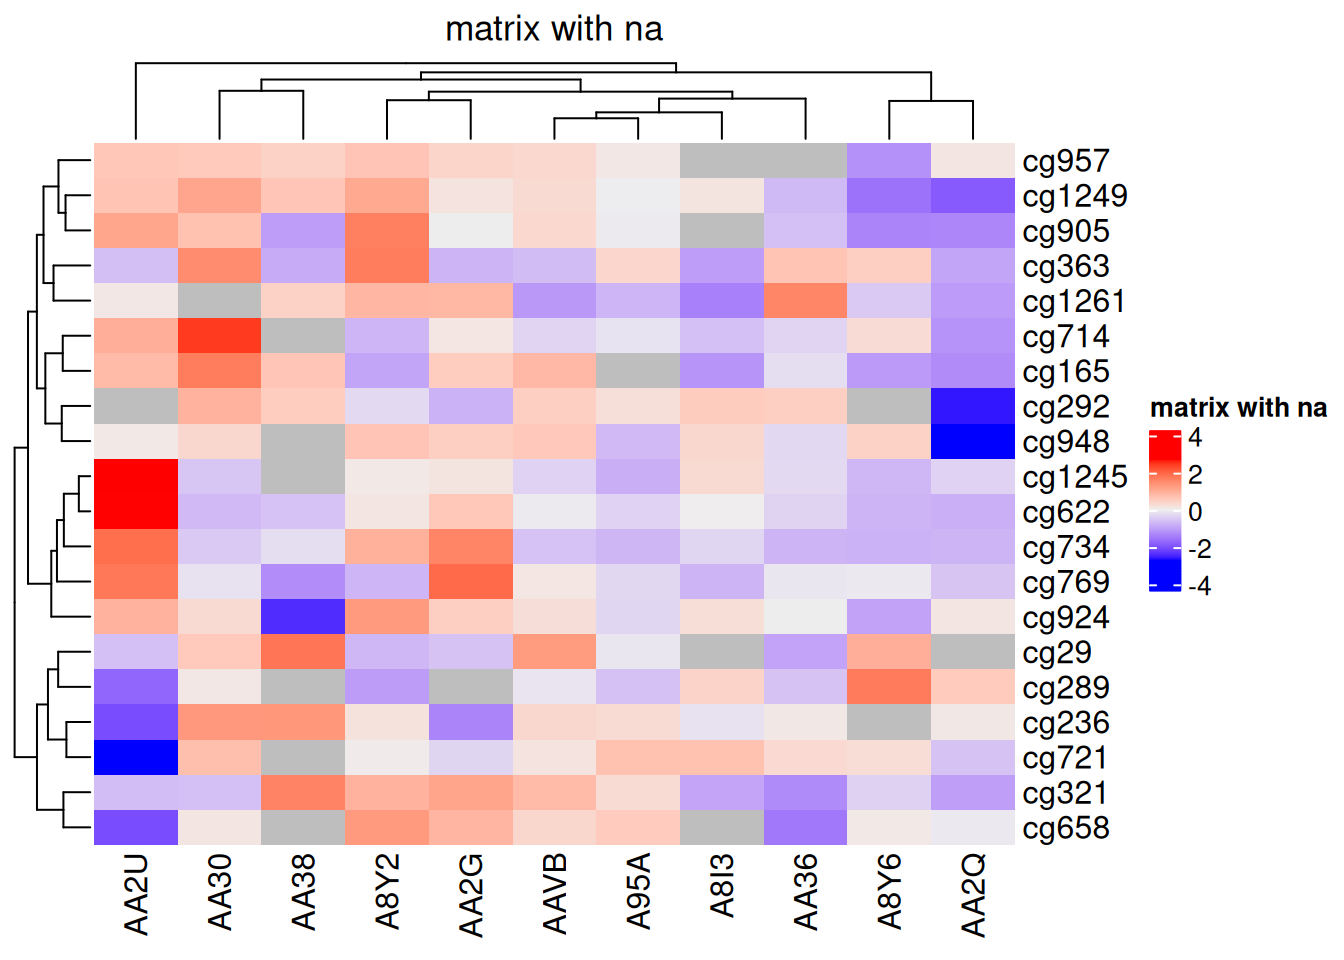 matrix with na
cg957
cg1249
cg905
cg363
cg1261
cg714
cg165
cg292
cg948
cg1245
cg622
cg734
cg769
cg924
cg29
cg289
cg236
cg721
cg321
cg658
AA2U
AA30
AA38
A8Y2
AA2G
AAVB
A95A
A8I3
AA36
A8Y6
AA2Q
matrix with na
4
2
0
-2
-4